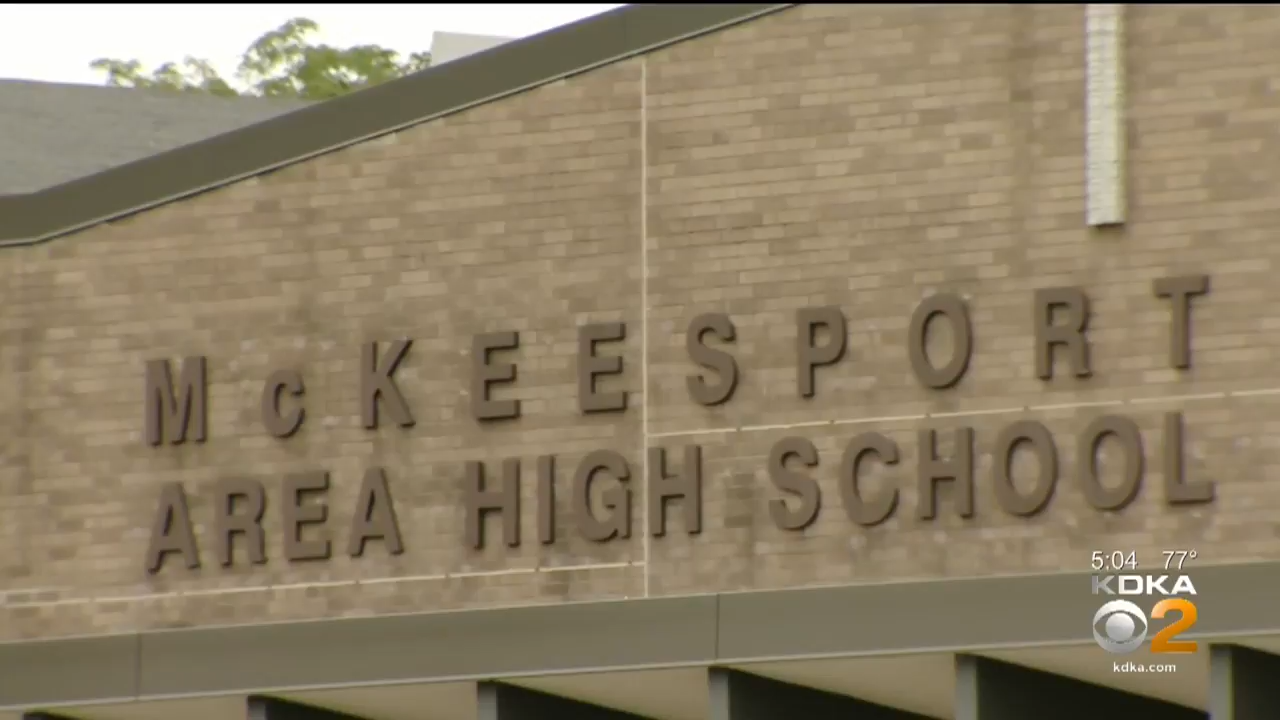 McKEESPORT
AREA HIGH SCHOOL
5:04 77°
KDKA
2
kdka.com